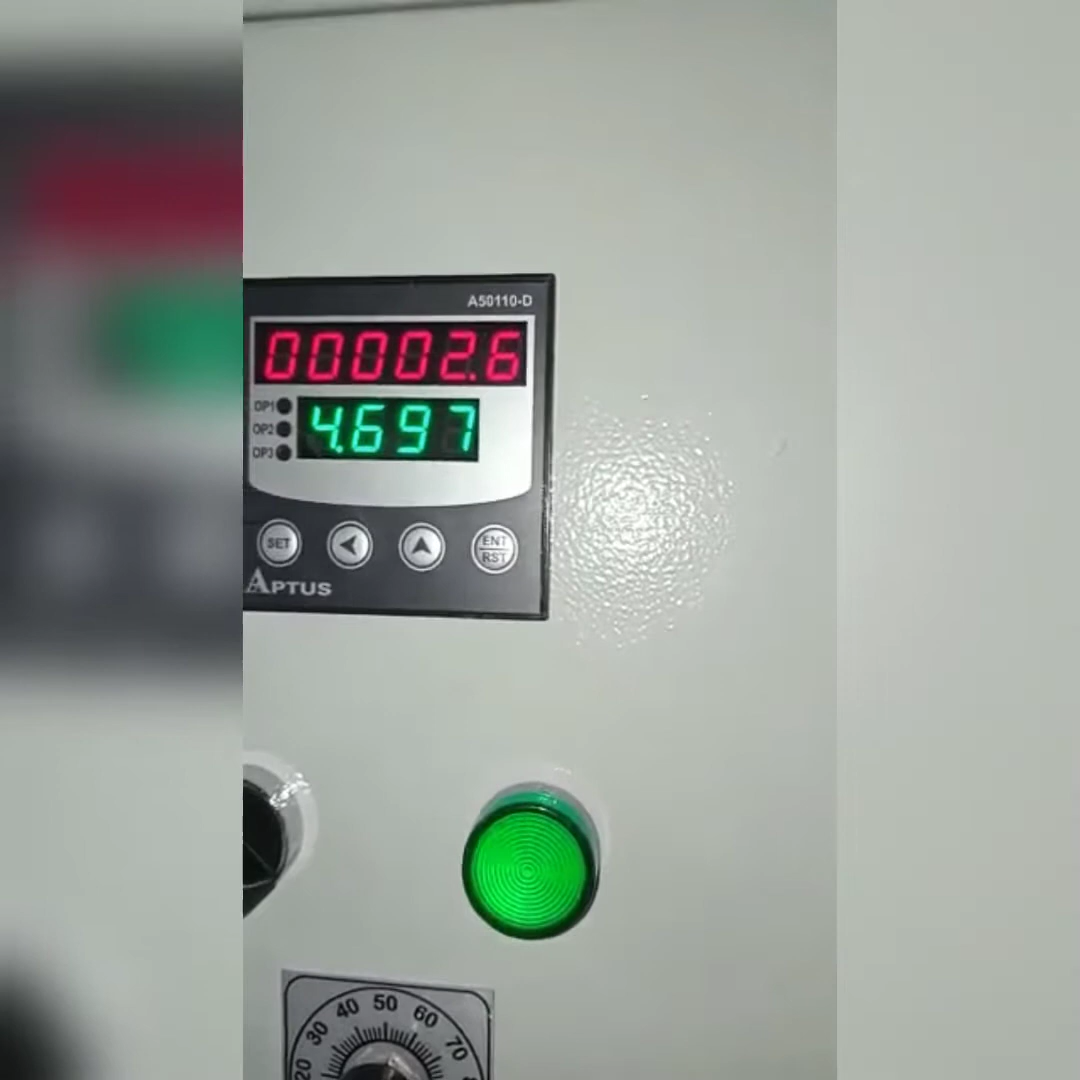 A50110-D
00002.6
OP1
4.697
OP2
OP3
SET
ENT
RST
APTUS
20 30 40 50 60 70